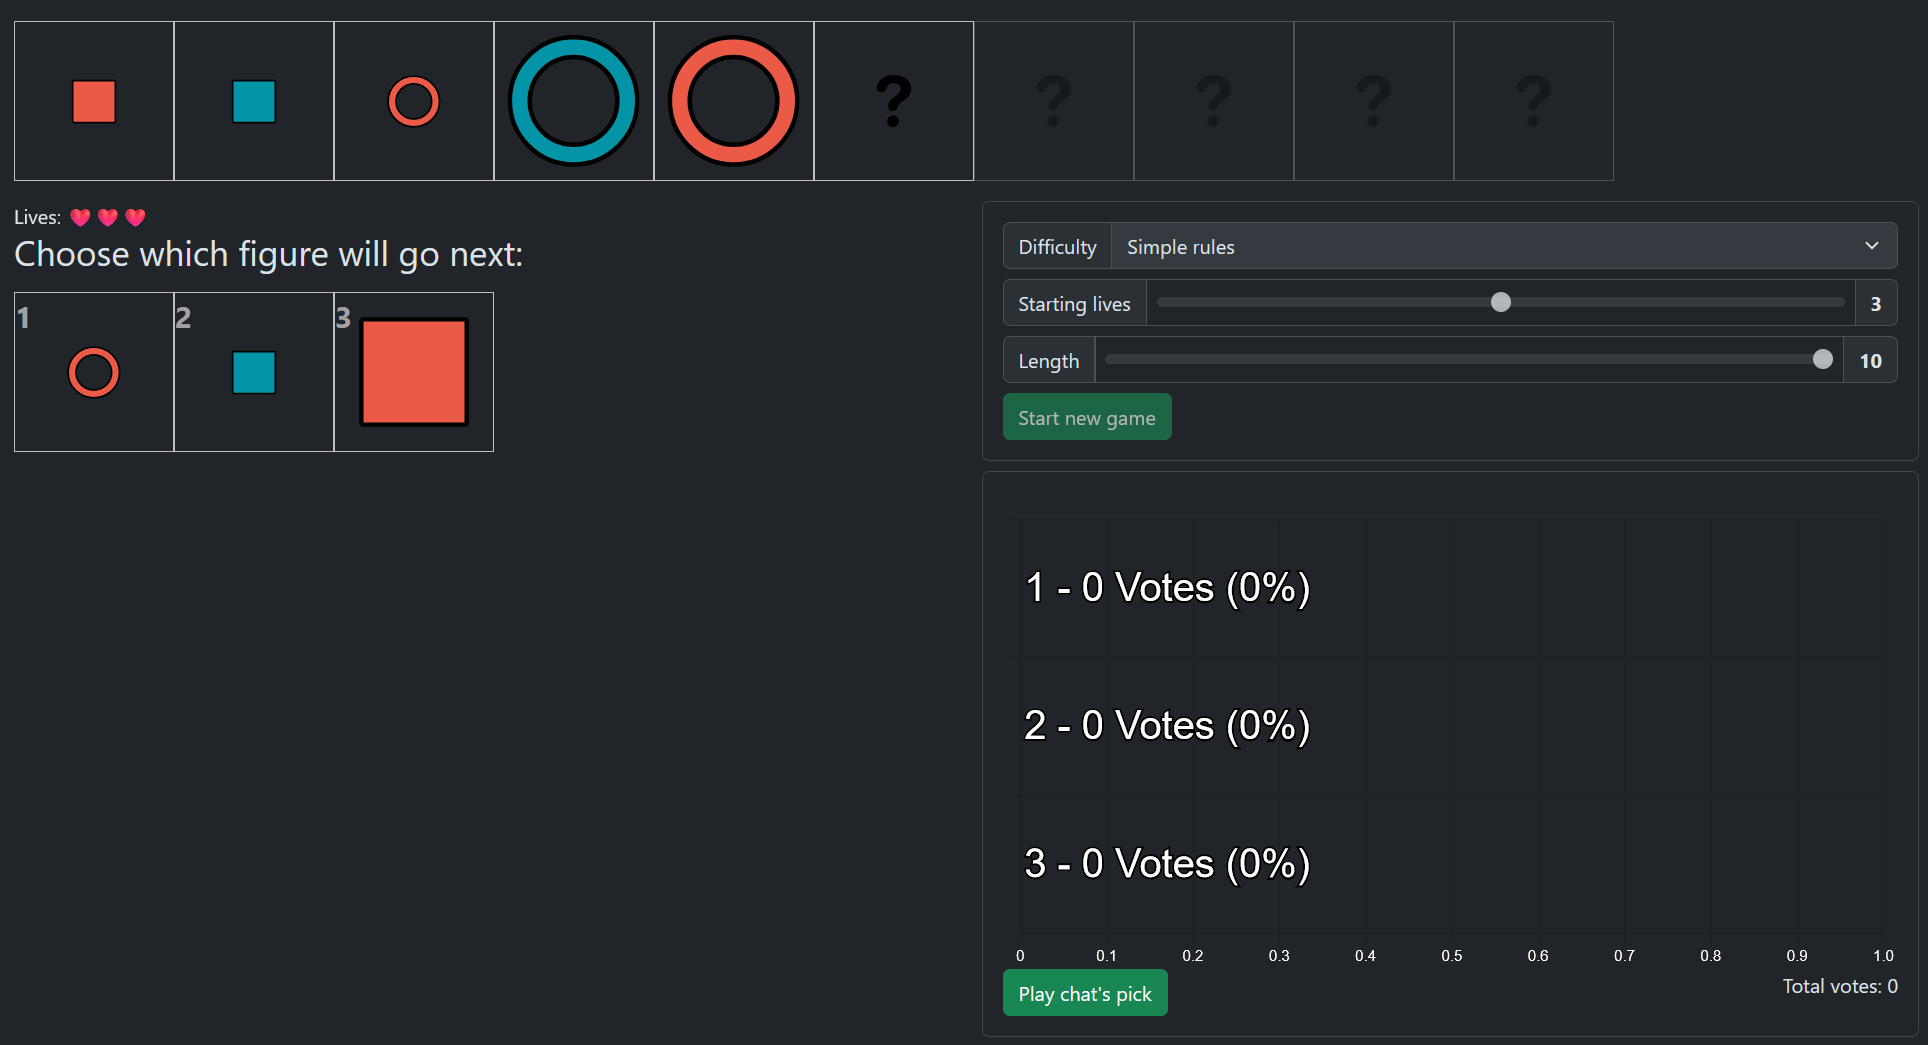 ? ? ? ? ?
Lives:
Choose which figure will go next:
1 2 3
Difficulty Simple rules
Starting lives 3
Length 10
Start new game
1 - 0 Votes (0%)
2 - 0 Votes (0%)
3 - 0 Votes (0%)
0 0.1 0.2 0.3 0.4 0.5 0.6 0.7 0.8 0.9 1.0
Play chat's pick
Total votes: 0